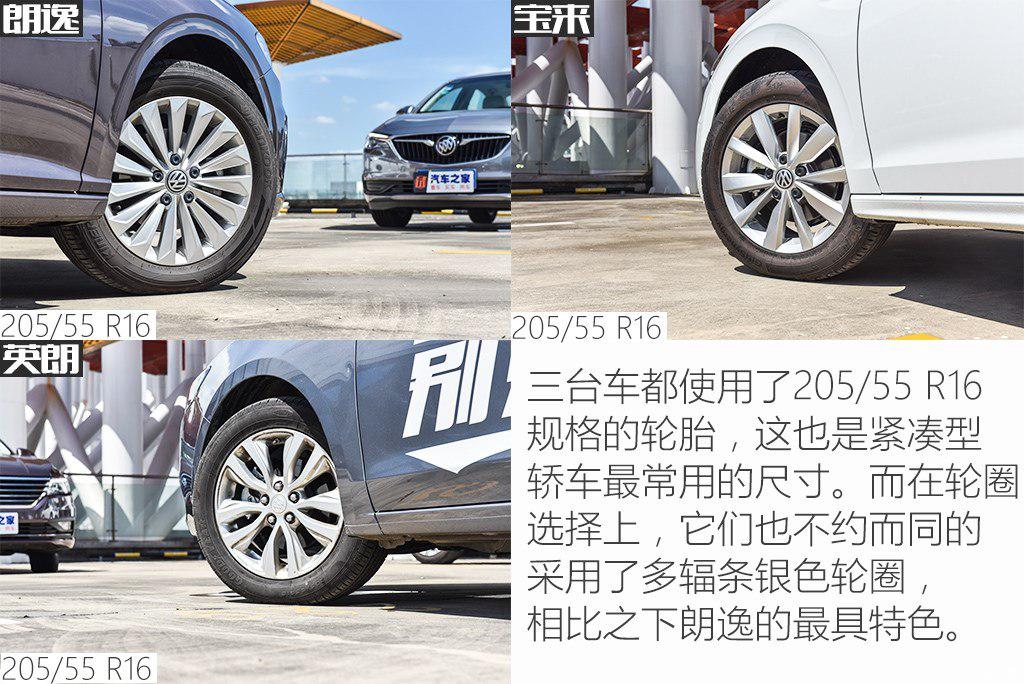 朗逸
汽车之家
205/55 R16
宝来
205/55 R16
英朗
之家
别
205/55 R16
三台车都使用了205/55 R16
规格的轮胎，这也是紧凑型
轿车最常用的尺寸。而在轮圈
选择上，它们也不约而同的
采用了多辐条银色轮圈，
相比之下朗逸的最具特色。